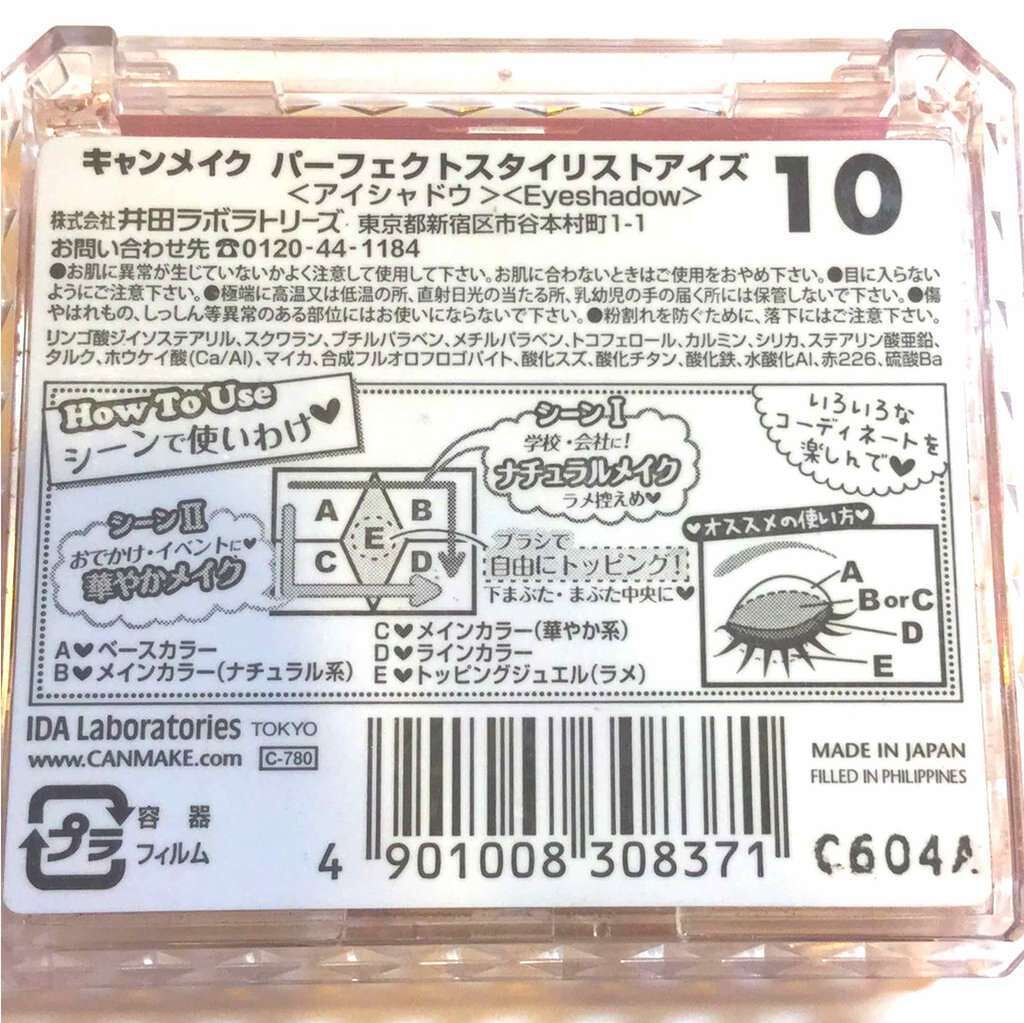 キャンメイク パーフェクトスタイリストアイズ 10
<アイシャドウ><Eyeshadow>
株式会社 井田ラボラトリーズ 東京都新宿区市谷本村町1-1
お問い合わせ先 ☎0120-44-1184
●お肌に異常が生じていないかよく注意して使用して下さい。お肌に合わないときはご使用をおやめ下さい。●目に入らない
ようにご注意下さい。●極端に高温又は低温の所、直射日光の当たる所、乳幼児の手の届く所には保管しないで下さい。●傷
やはれもの、しっしん等異常のある部位にはお使いにならないで下さい。●粉割れを防ぐために、落下にはご注意下さい。
リンゴ酸ジイソステアリル、スクワラン、ブチルパラベン、メチルパラベン、トコフェロール、カルミン、シリカ、ステアリン酸亜鉛、
タルク、ホウケイ酸(Ca/Al)、マイカ、合成フルオロフロゴパイト、酸化スズ、酸化チタン、酸化鉄、水酸化Al、赤226、硫酸Ba
How To Use
シーンで使いわけ♥
シーンⅠ
学校・会社に!
ナチュラルメイク
ラメ控えめ♥
いろいろな
コーディネートを
楽しんで♥
シーンⅡ
おでかけ・イベントに♥
華やかメイク
A B
E
C D
ブラシで
自由にトッピング!
下まぶた・まぶた中央に♥
♥オススメの使い方♥
A
B or C
D
E
A♥ベースカラー
B♥メインカラー(ナチュラル系)
C♥メインカラー(華やか系)
D♥ラインカラー
E♥トッピングジュエル(ラメ)
IDA Laboratories TOKYO
www.CANMAKE.com C-780
プラ
容器
フィルム
4 901008 308371
MADE IN JAPAN
FILLED IN PHILIPPINES
C604A